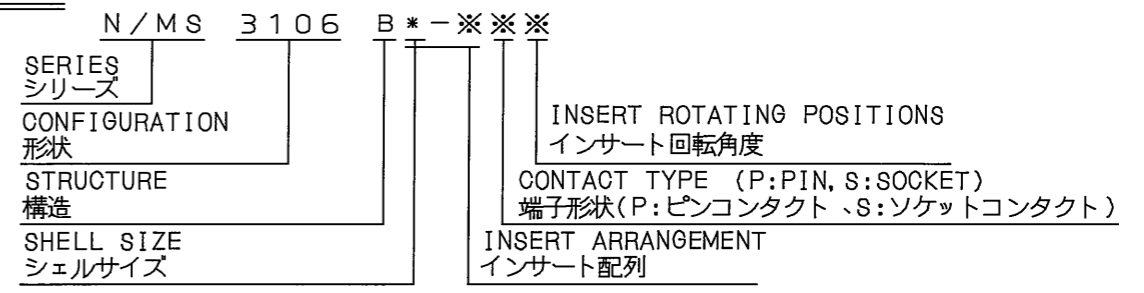 N/MS 3106 B*-※※※
SERIES
シリーズ
CONFIGURATION
形状
INSERT ROTATING POSITIONS
インサート回転角度
STRUCTURE
構造
CONTACT TYPE (P:PIN, S:SOCKET)
端子形状(P:ピンコンタクト、S:ソケットコンタクト)
SHELL SIZE
シェルサイズ
INSERT ARRANGEMENT
インサート配列